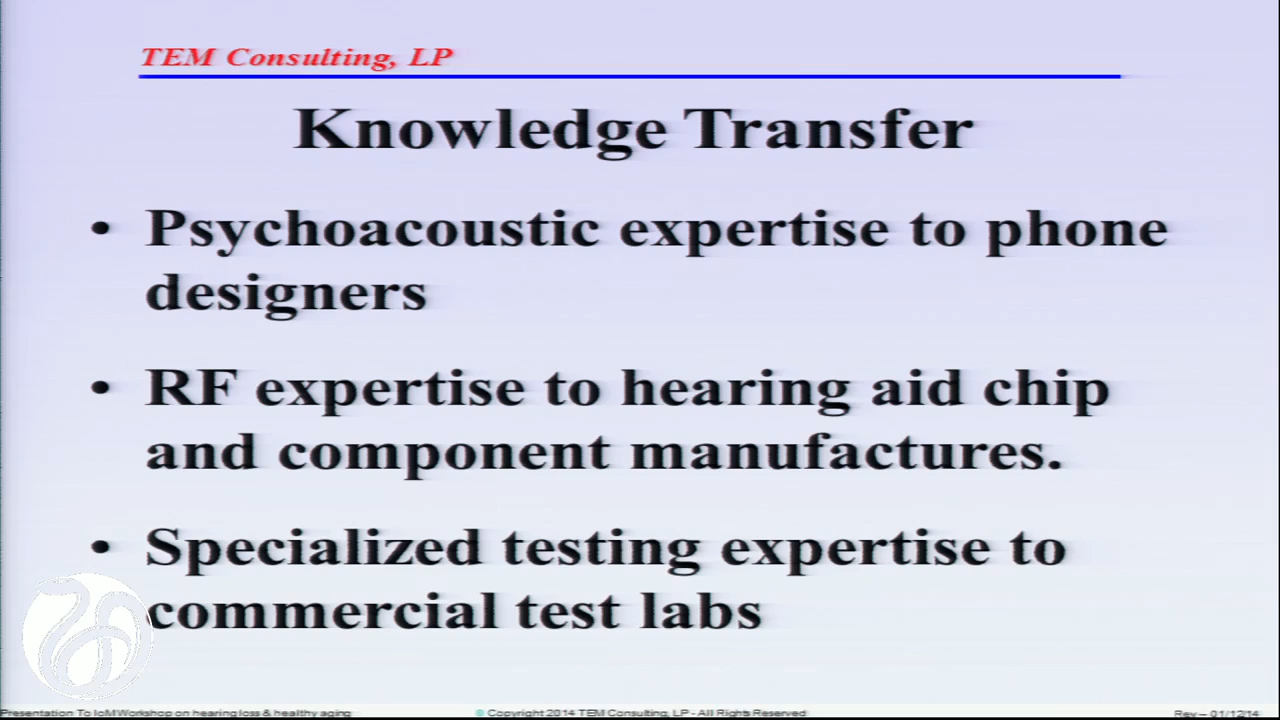 TEM Consulting, LP
Knowledge Transfer
• Psychoacoustic expertise to phone
designers
• RF expertise to hearing aid chip
and component manufactures.
• Specialized testing expertise to
commercial test labs
Presentation To IoM Workshop on hearing loss & healthy aging
© Copyright 2014 TEM Consulting, LP - All Rights Reserved
Rev – 01/12/14